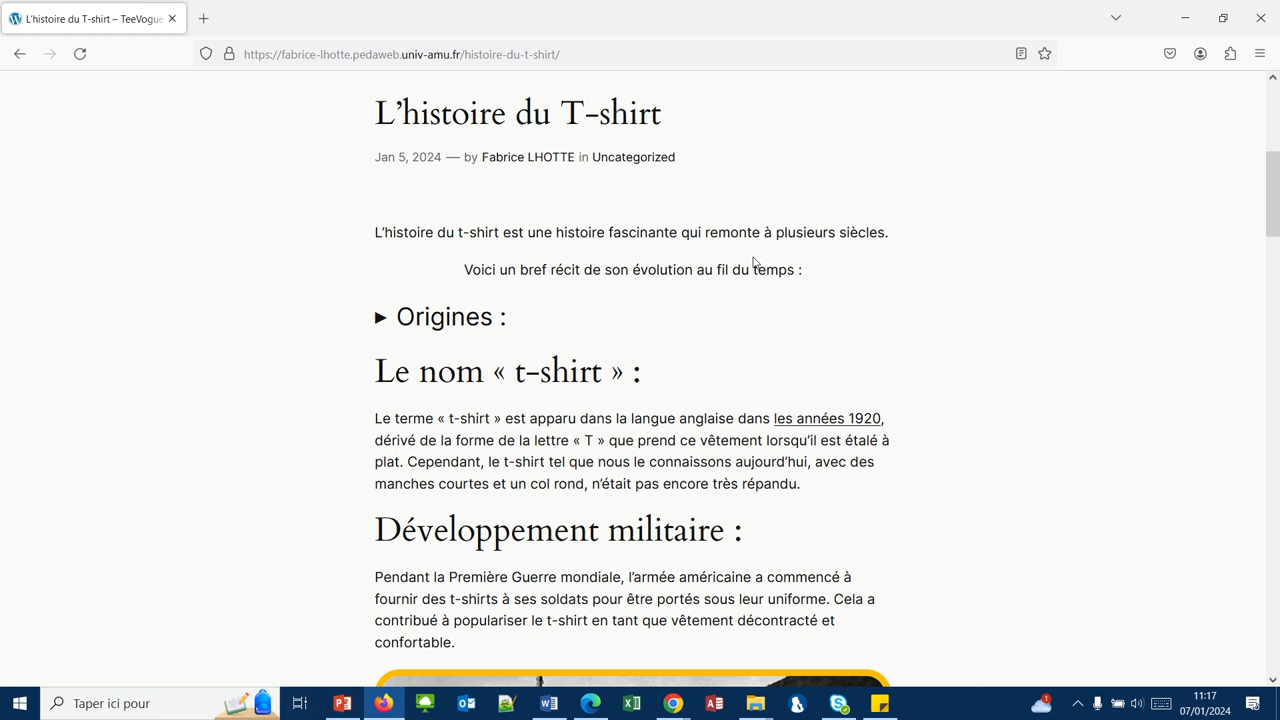 L'histoire du T-shirt – TeeVogue
https://fabrice-lhotte.pedaweb.univ-amu.fr/histoire-du-t-shirt/
L'histoire du T-shirt
Jan 5, 2024 — by Fabrice LHOTTE in Uncategorized
L'histoire du t-shirt est une histoire fascinante qui remonte à plusieurs siècles.
Voici un bref récit de son évolution au fil du temps :
▶ Origines :
Le nom « t-shirt » :
Le terme « t-shirt » est apparu dans la langue anglaise dans les années 1920,
dérivé de la forme de la lettre « T » que prend ce vêtement lorsqu'il est étalé à
plat. Cependant, le t-shirt tel que nous le connaissons aujourd'hui, avec des
manches courtes et un col rond, n'était pas encore très répandu.
Développement militaire :
Pendant la Première Guerre mondiale, l'armée américaine a commencé à
fournir des t-shirts à ses soldats pour être portés sous leur uniforme. Cela a
contribué à populariser le t-shirt en tant que vêtement décontracté et
confortable.
Taper ici pour
11:17
07/01/2024